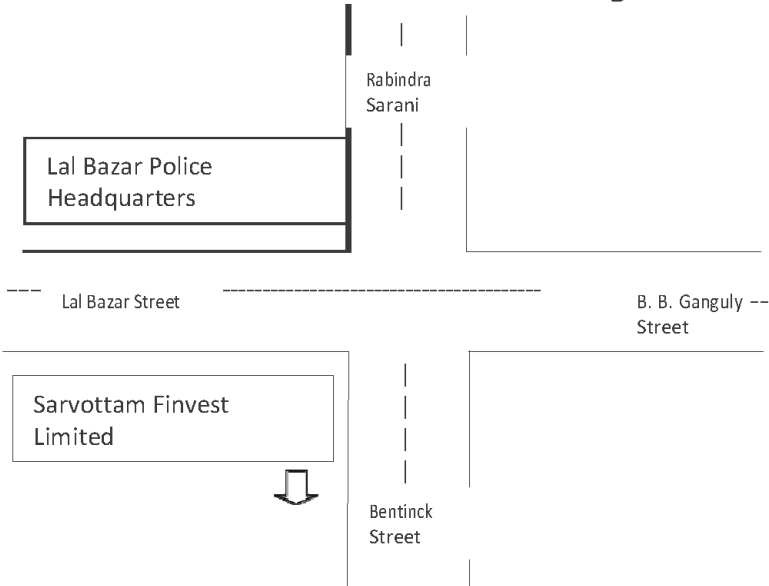 Rabindra
Sarani
Lal Bazar Police
Headquarters
Lal Bazar Street
B. B. Ganguly
Street
Sarvottam Finvest
Limited
Bentinck
Street